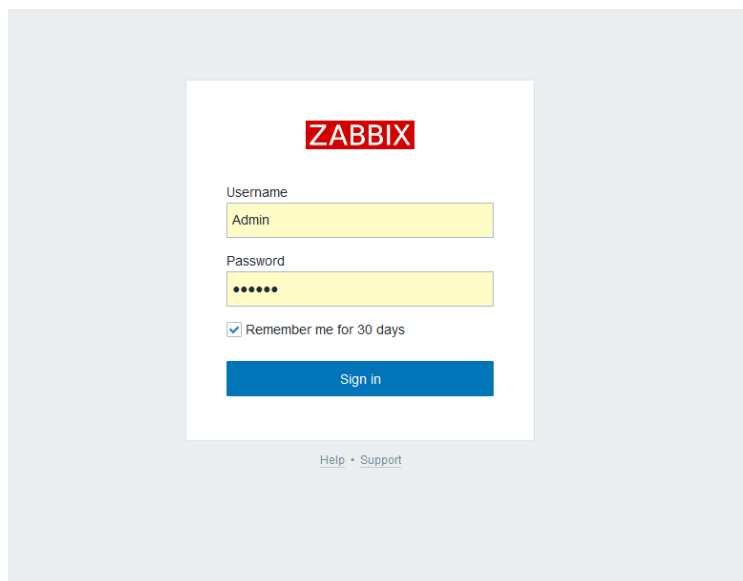 ZABBIX
Username
Admin
Password
••••••
Remember me for 30 days
Sign in
Help • Support